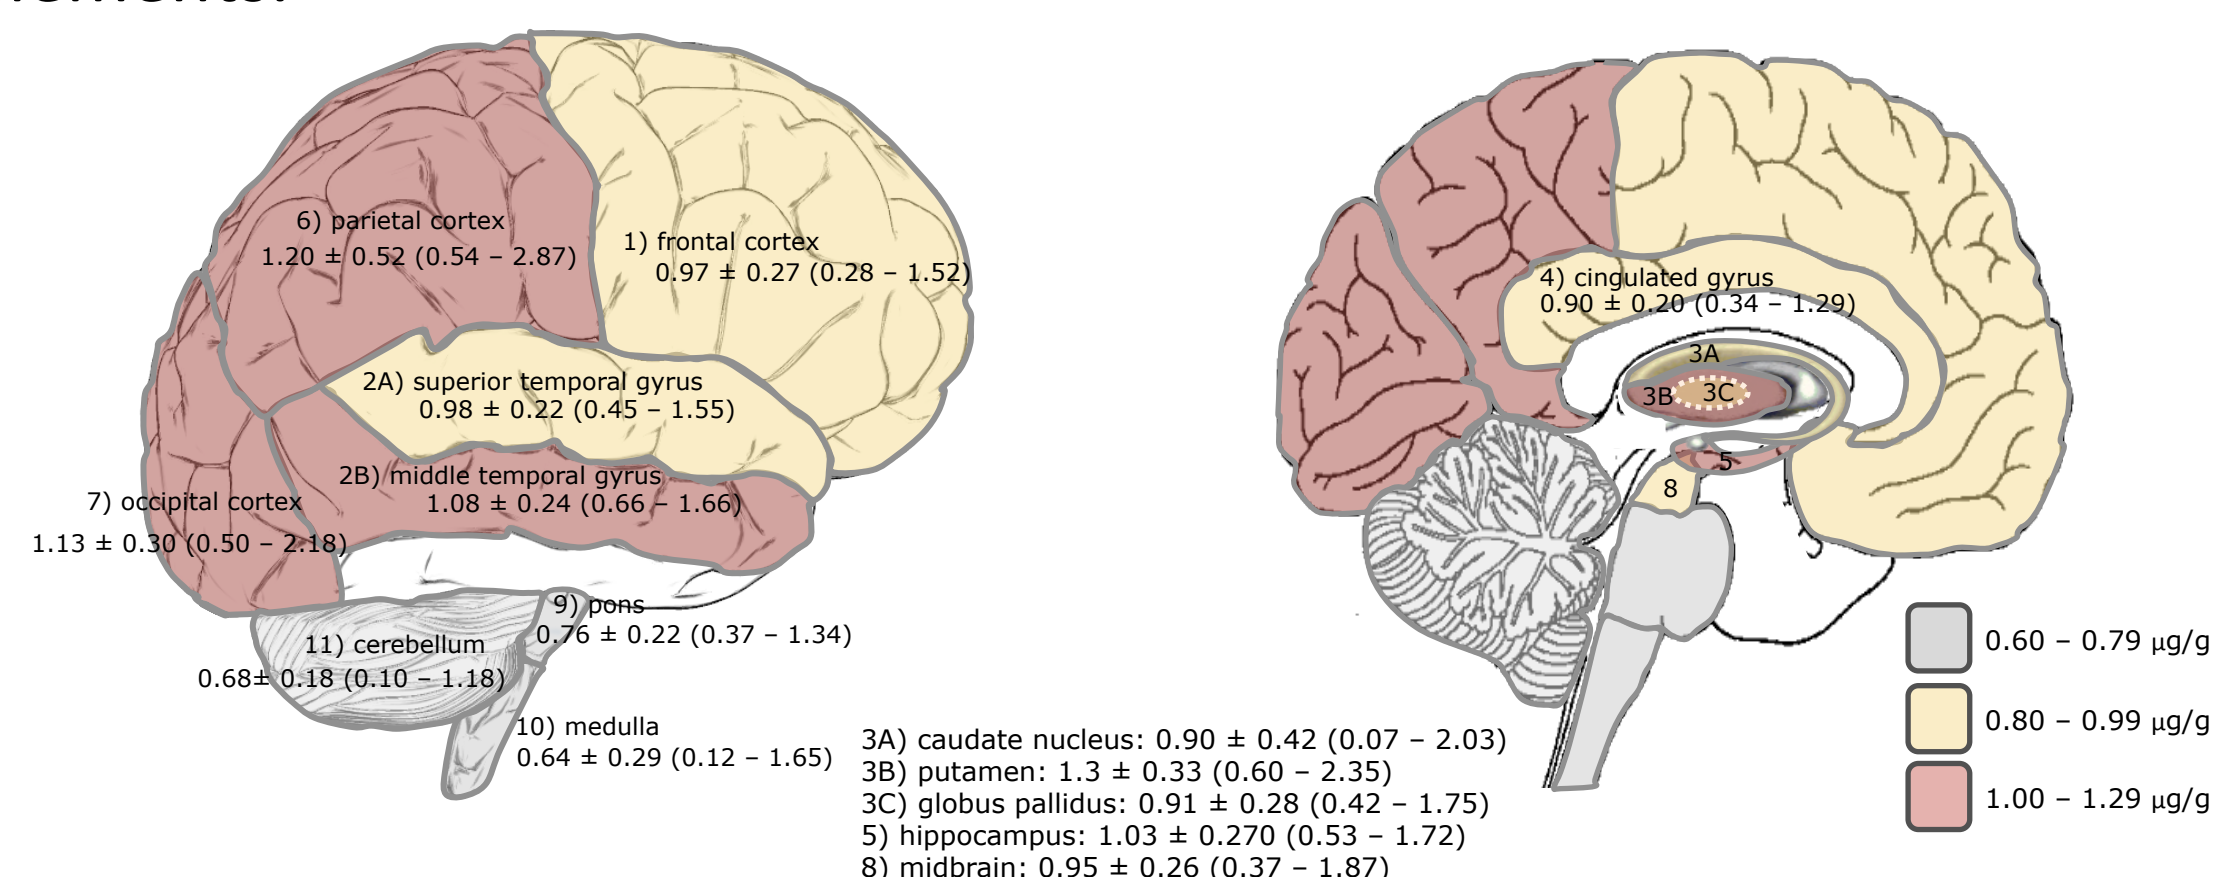 6) parietal cortex
1.20 ± 0.52 (0.54 – 2.87)
1) frontal cortex
0.97 ± 0.27 (0.28 – 1.52)
2A) superior temporal gyrus
0.98 ± 0.22 (0.45 – 1.55)
2B) middle temporal gyrus
1.08 ± 0.24 (0.66 – 1.66)
7) occipital cortex
1.13 ± 0.30 (0.50 – 2.18)
9) pons
0.76 ± 0.22 (0.37 – 1.34)
11) cerebellum
0.68± 0.18 (0.10 – 1.18)
10) medulla
0.64 ± 0.29 (0.12 – 1.65)
4) cingulated gyrus
0.90 ± 0.20 (0.34 – 1.29)
3A
3B
3C
5
8
3A) caudate nucleus: 0.90 ± 0.42 (0.07 – 2.03)
3B) putamen: 1.3 ± 0.33 (0.60 – 2.35)
3C) globus pallidus: 0.91 ± 0.28 (0.42 – 1.75)
5) hippocampus: 1.03 ± 0.270 (0.53 – 1.72)
8) midbrain: 0.95 ± 0.26 (0.37 – 1.87)
0.60 – 0.79 µg/g
0.80 – 0.99 µg/g
1.00 – 1.29 µg/g